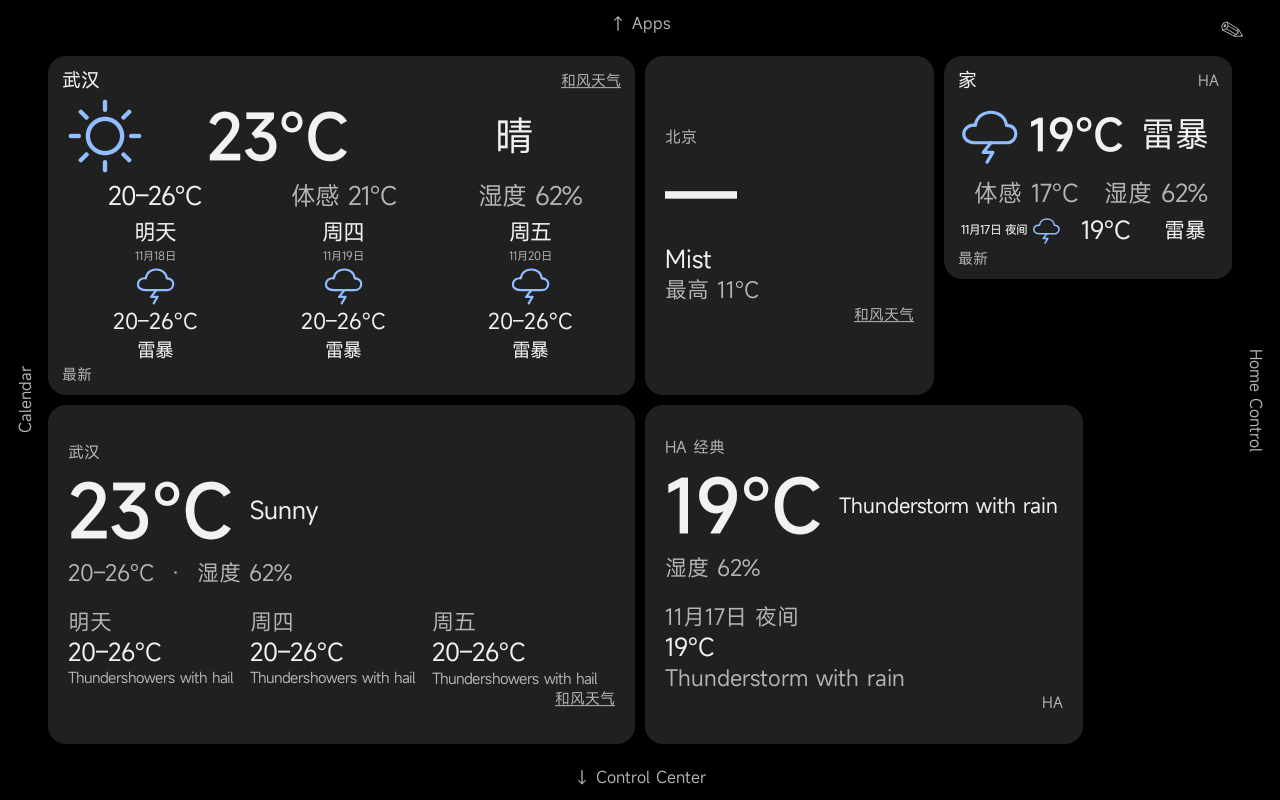 ↑ Apps
武汉
和风天气
23°C
晴
20–26°C
体感 21°C
湿度 62%
明天
周四
周五
11月18日
11月19日
11月20日
20–26°C
20–26°C
20–26°C
雷暴
雷暴
雷暴
最新
北京
—
Mist
最高 11°C
和风天气
家
HA
19°C
雷暴
体感 17°C
湿度 62%
11月17日 夜间
19°C
雷暴
最新
Calendar
Home Control
武汉
23°C
Sunny
20–26°C · 湿度 62%
明天
周四
周五
20–26°C
20–26°C
20–26°C
Thundershowers with hail
Thundershowers with hail
Thundershowers with hail
和风天气
HA 经典
19°C
Thunderstorm with rain
湿度 62%
11月17日 夜间
19°C
Thunderstorm with rain
HA
↓ Control Center